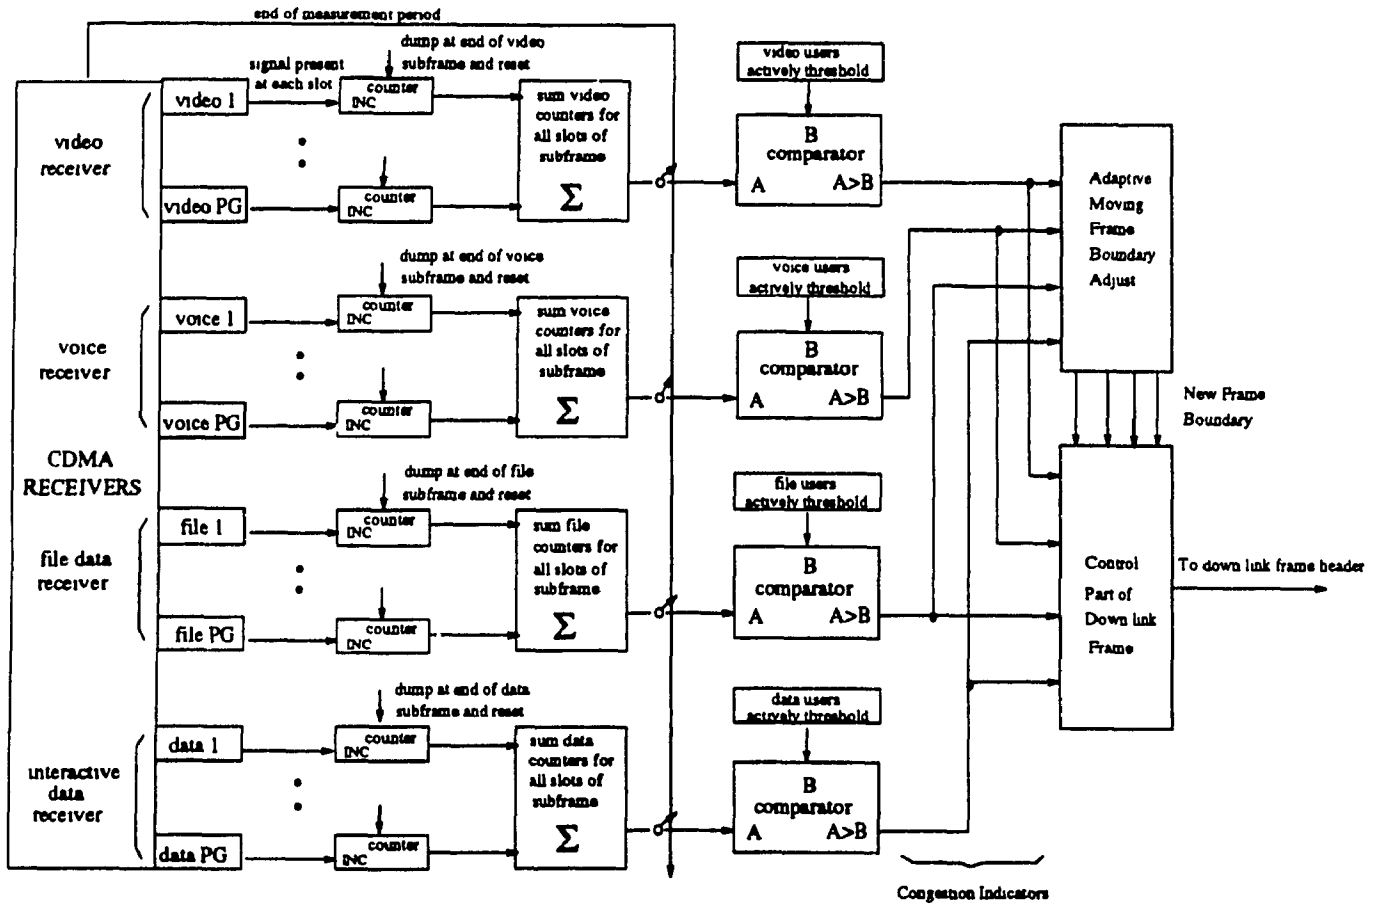 end of measurement period
dump at end of video
subframe and reset
signal present
at each slot
video users
actively threshold
video 1
counter
INC
sum video
counters for
all slots of
subframe
Σ
B
comparator
A
A>B
video
receiver
video PG
counter
INC
Adaptive
Moving
Frame
Boundary
Adjust
dump at end of voice
subframe and reset
voice users
actively threshold
voice 1
counter
INC
sum voice
counters for
all slots of
subframe
Σ
B
comparator
A
A>B
voice
receiver
voice PG
counter
INC
New Frame
Boundary
CDMA
RECEIVERS
dump at end of file
subframe and reset
file users
actively threshold
file 1
counter
INC
sum file
counters for
all slots of
subframe
Σ
B
comparator
A
A>B
file data
receiver
file PG
counter
INC
Control
Part of
Down link
Frame
To down link frame header
dump at end of data
subframe and reset
data users
actively threshold
data 1
counter
INC
sum data
counters for
all slots of
subframe
Σ
B
comparator
A
A>B
interactive
data
receiver
data PG
counter
INC
Congestion Indicators